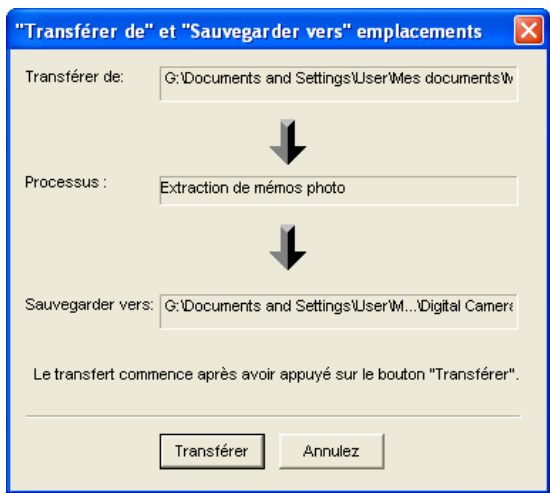 "Transférer de" et "Sauvegarder vers" emplacements
Transférer de: G:\Documents and Settings\User\Mes documents\
Processus : Extraction de mémos photo
Sauvegarder vers: G:\Documents and Settings\User\M...\Digital Camera
Le transfert commence après avoir appuyé sur le bouton "Transférer".
Transférer Annulez